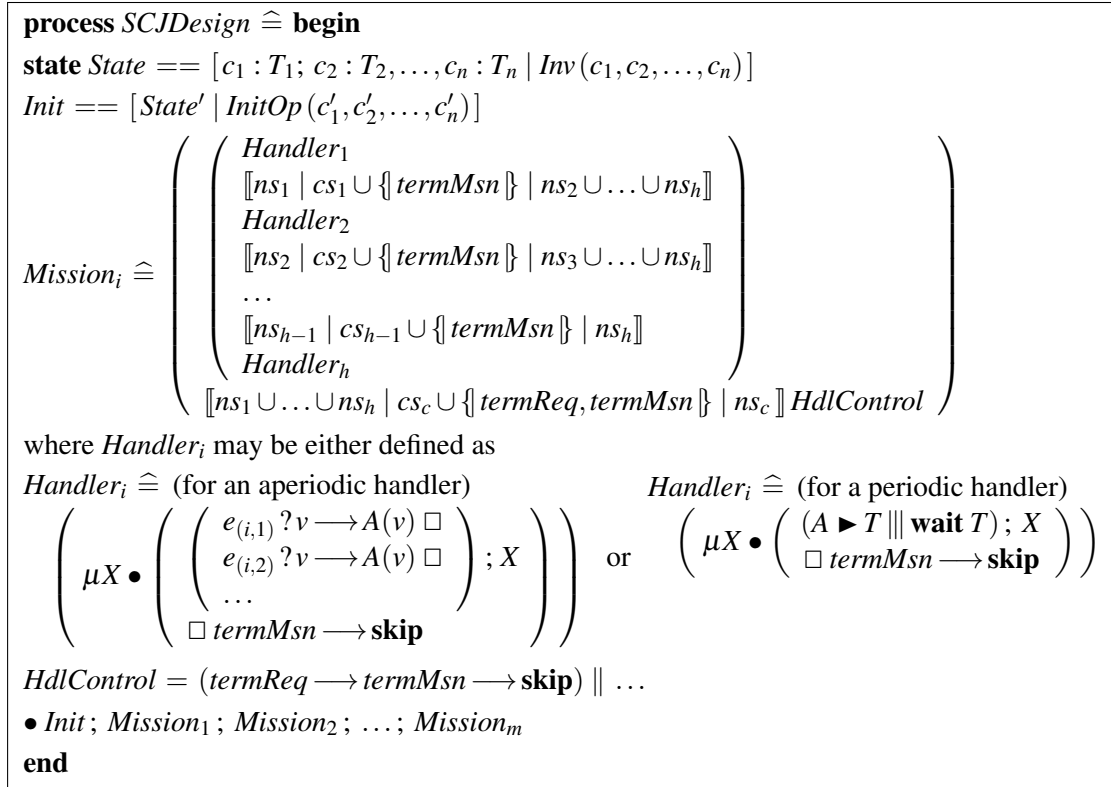 process SCJDesign ≙ begin
state State == [c₁ : T₁; c₂ : T₂,…,cₙ : Tₙ | Inv(c₁,c₂,…,cₙ)]
Init == [State′ | InitOp(c′₁,c′₂,…,c′ₙ)]
Handler₁
⟦ns₁ | cs₁ ∪ {| termMsn |} | ns₂ ∪ … ∪ nsₕ⟧
Handler₂
⟦ns₂ | cs₂ ∪ {| termMsn |} | ns₃ ∪ … ∪ nsₕ⟧
Missionᵢ ≙
…
⟦nsₕ₋₁ | csₕ₋₁ ∪ {| termMsn |} | nsₕ⟧
Handlerₕ
⟦ns₁ ∪ … ∪ nsₕ | cs_c ∪ {| termReq, termMsn |} | ns_c⟧ HdlControl
where Handlerᵢ may be either defined as
Handlerᵢ ≙ (for an aperiodic handler)
( μX • ( ( e₍ᵢ,₁₎ ? v ⟶ A(v) □
e₍ᵢ,₂₎ ? v ⟶ A(v) □
… ) ; X
□ termMsn ⟶ skip ) )
or
Handlerᵢ ≙ (for a periodic handler)
( μX • ( (A ► T ||| wait T) ; X
□ termMsn ⟶ skip ) )
HdlControl = (termReq ⟶ termMsn ⟶ skip) ∥ …
• Init ; Mission₁ ; Mission₂ ; … ; Missionₘ
end